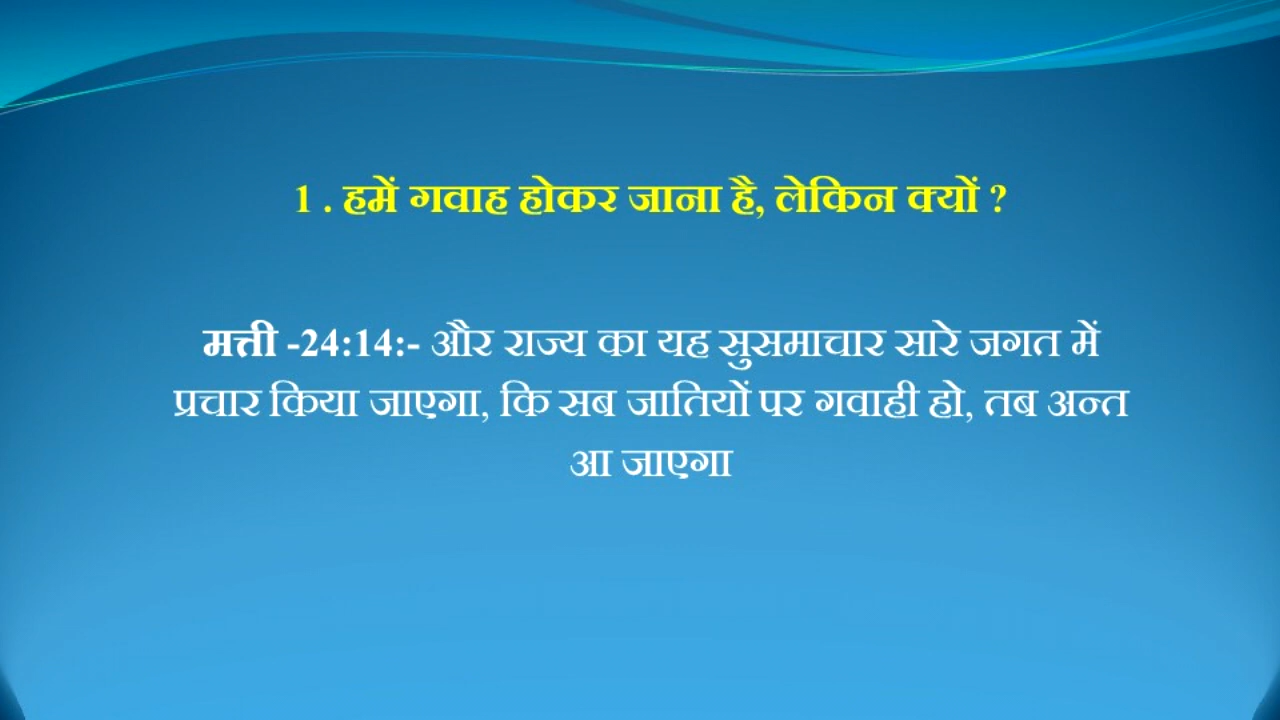 1 . हमें गवाह होकर जाना है, लेकिन क्यों ?
मत्ती -24:14:- और राज्य का यह सुसमाचार सारे जगत में
प्रचार किया जाएगा, कि सब जातियों पर गवाही हो, तब अन्त
आ जाएगा